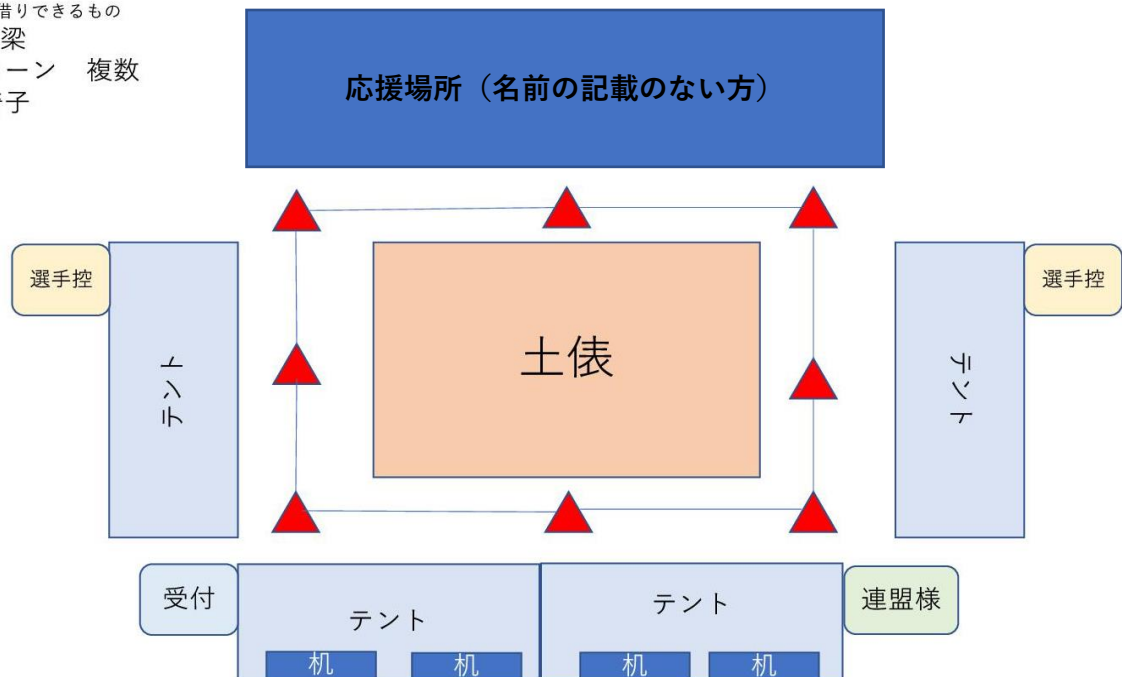 借りできるもの
梁
ーン　複数
子
応援場所（名前の記載のない方）
選手控
テント
土俵
テント
選手控
受付
テント
テント
連盟様
机
机
机
机